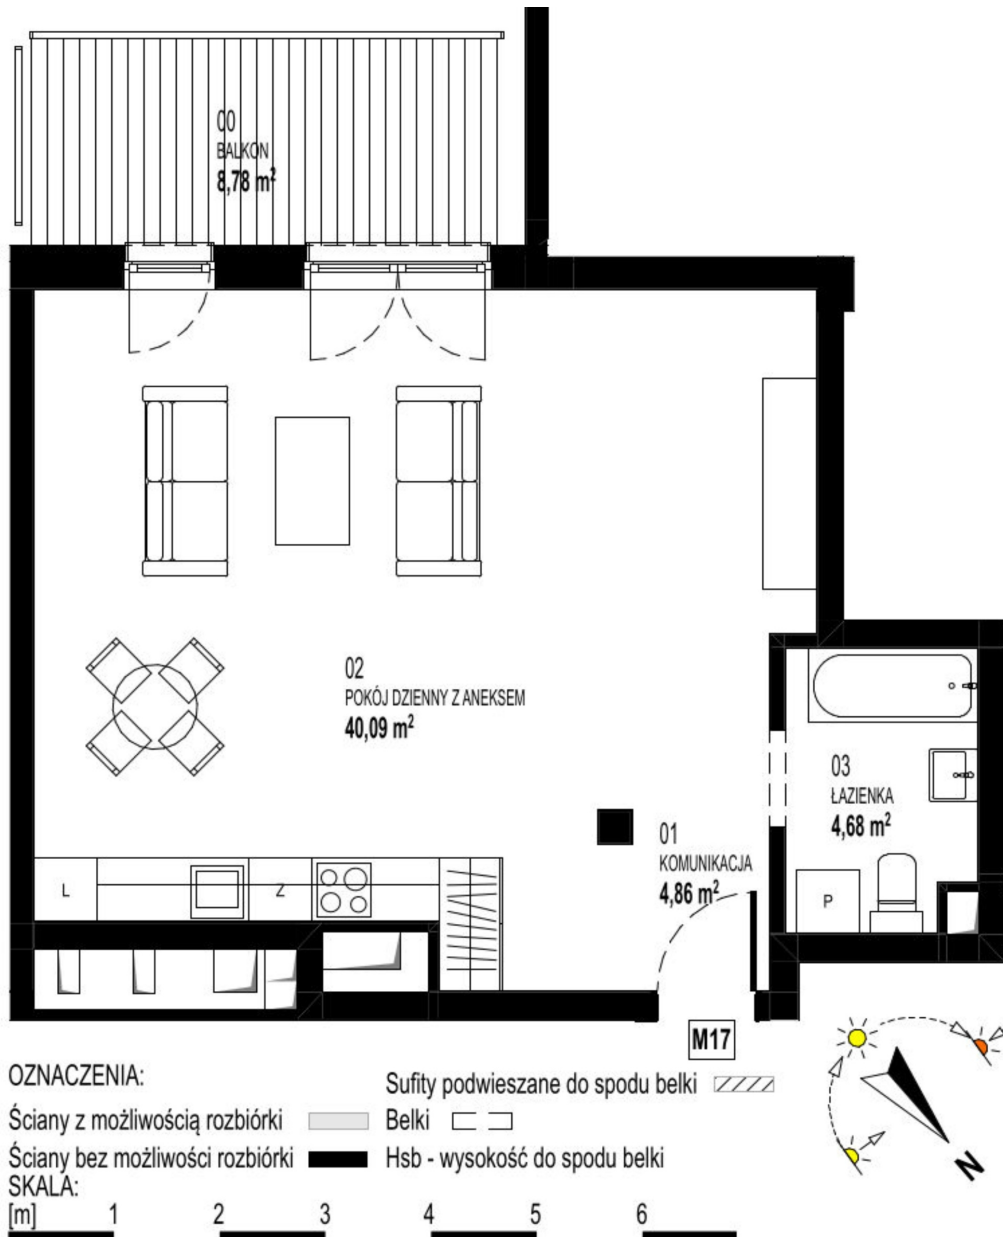 00
BALKON
8,78 m²
02
POKÓJ DZIENNY Z ANEKSEM
40,09 m²
03
ŁAZIENKA
4,68 m²
01
KOMUNIKACJA
4,86 m²
L
Z
P
M17
OZNACZENIA:
Sufity podwieszane do spodu belki
Ściany z możliwością rozbiórki
Belki
Ściany bez możliwości rozbiórki
Hsb - wysokość do spodu belki
SKALA:
[m] 1 2 3 4 5 6
N